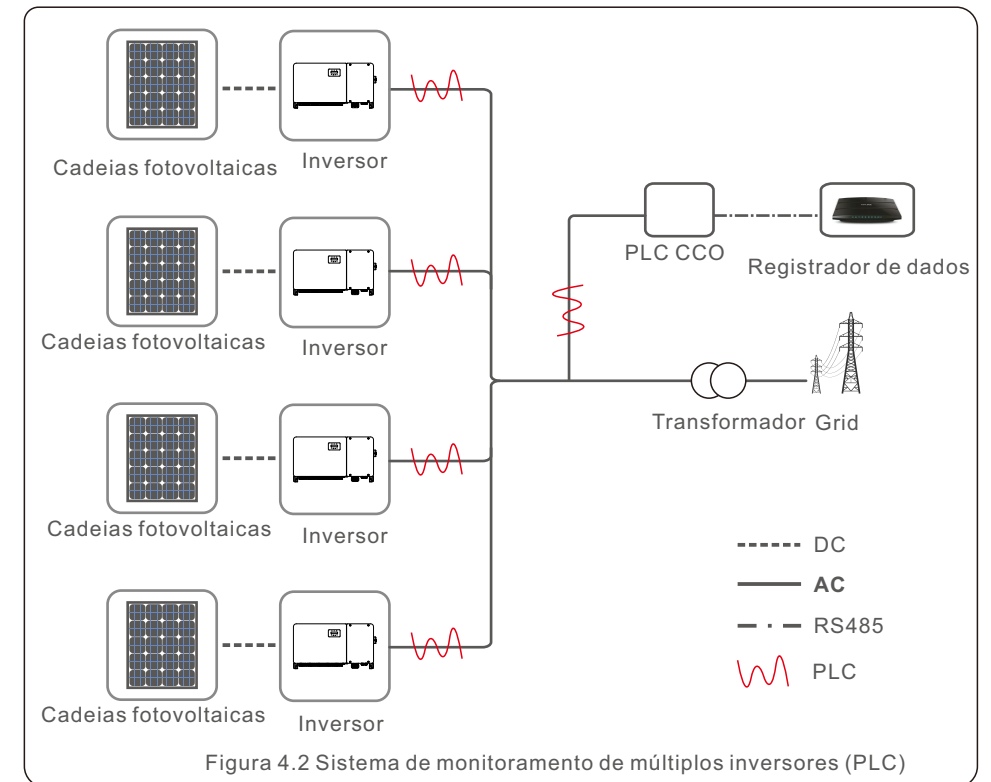 Cadeias fotovoltaicas
Inversor
PLC CCO
Registrador de dados
Cadeias fotovoltaicas
Inversor
Transformador
Grid
Cadeias fotovoltaicas
Inversor
DC
AC
RS485
PLC
Cadeias fotovoltaicas
Inversor
Figura 4.2 Sistema de monitoramento de múltiplos inversores (PLC)